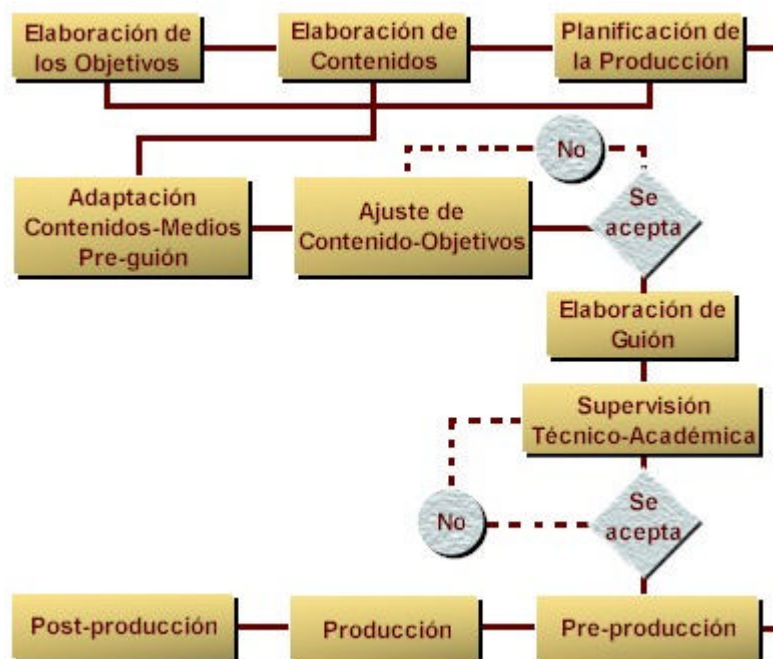 Elaboración de
los Objetivos
Elaboración de
Contenidos
Planificación de
la Producción
No
Adaptación
Contenidos-Medios
Pre-guión
Ajuste de
Contenido-Objetivos
Se
acepta
Elaboración de
Guión
Supervisión
Técnico-Académica
No
Se
acepta
Post-producción
Producción
Pre-producción